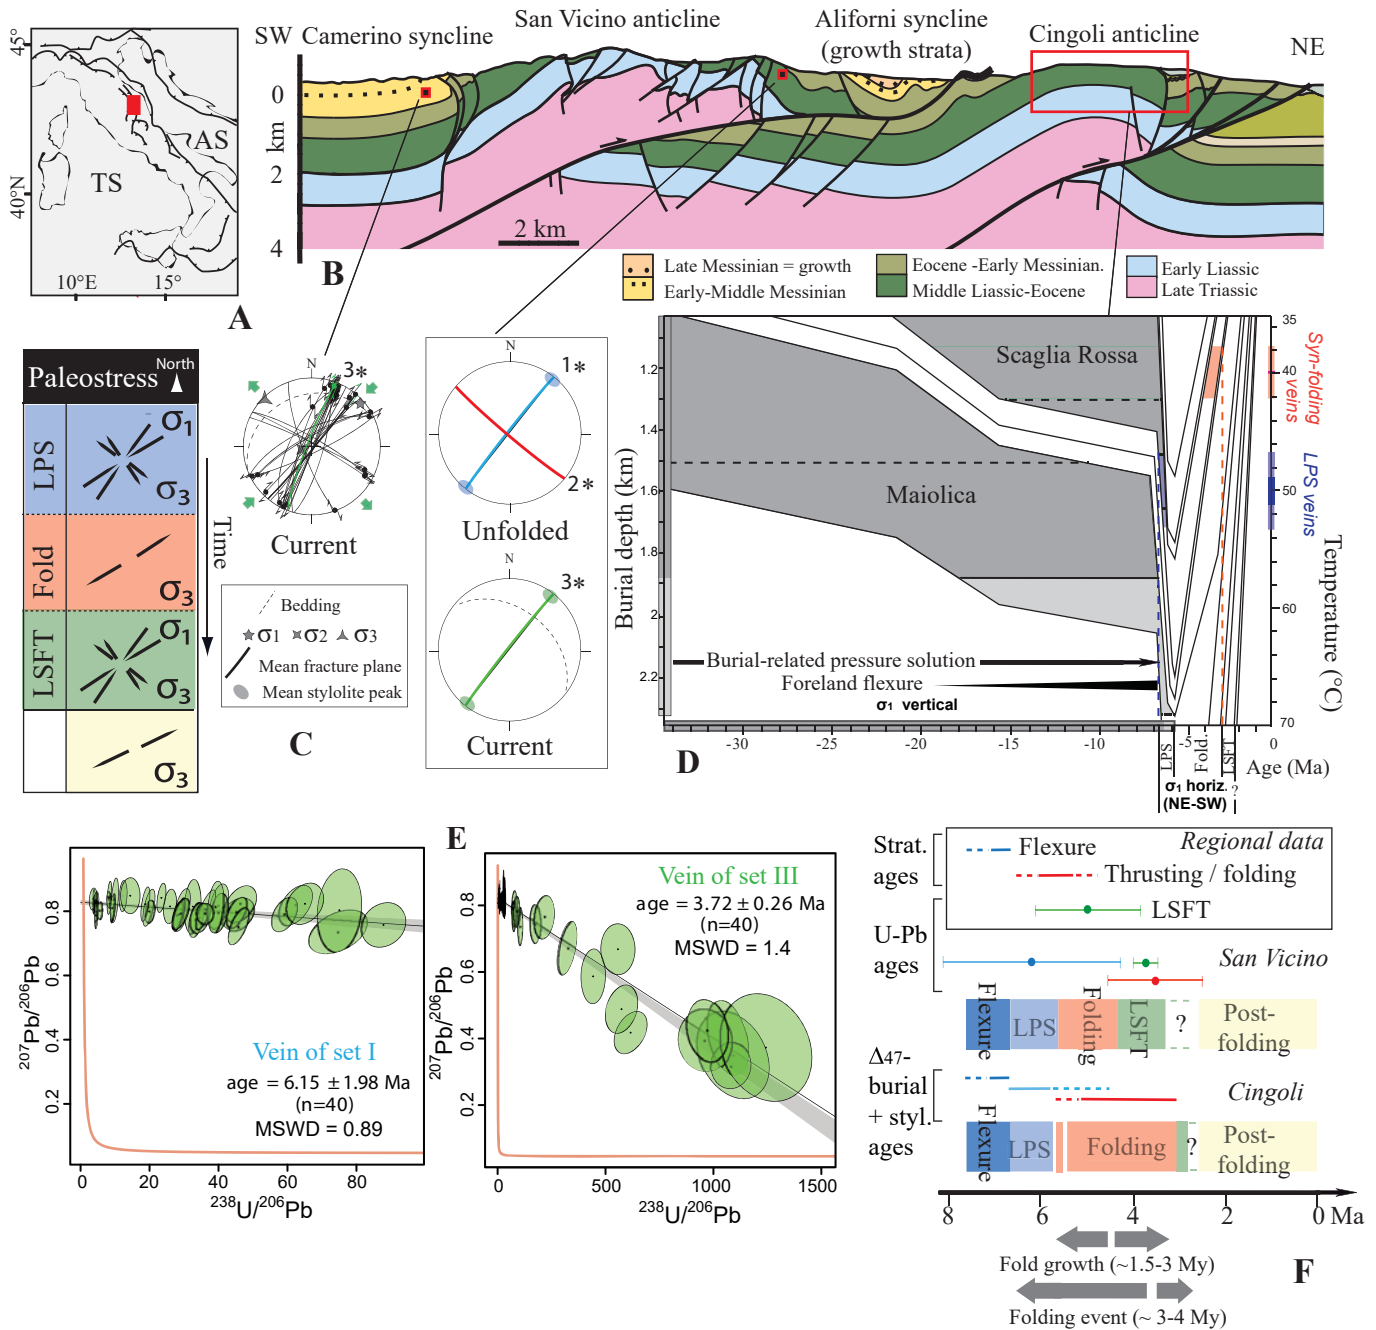 45°
40°N
AS
TS
10°E
15°
A
SW
Camerino syncline
San Vicino anticline
Aliforni syncline
(growth strata)
Cingoli anticline
NE
0
km
2
4
2 km
B
Late Messinian = growth
Early-Middle Messinian
Eocene -Early Messinian.
Middle Liassic-Eocene
Early Liassic
Late Triassic
Paleostress
North
LPS
σ1
σ3
Fold
σ3
LSFT
σ1
σ3
σ3
Time
N
3*
Current
Bedding
σ1 σ2 σ3
Mean fracture plane
Mean stylolite peak
C
N
1*
2*
Unfolded
N
3*
Current
Burial depth (km)
1.2
1.4
1.6
1.8
2
2.2
Scaglia Rossa
Maiolica
Burial-related pressure solution
Foreland flexure
σ1 vertical
35
40
50
60
70
Syn-folding
veins
LPS veins
Temperature (°C)
D
-30
-25
-20
-15
-10
-5
0
LPS
Fold.
LSFT
?
Age (Ma)
σ1 horiz.
(NE-SW)
E
207Pb/206Pb
0.8
0.6
0.4
0.2
Vein of set I
age = 6.15 ± 1.98 Ma
(n=40)
MSWD = 0.89
0
20
40
60
80
238U/206Pb
207Pb/206Pb
0.8
0.6
0.4
0.2
Vein of set III
age = 3.72 ± 0.26 Ma
(n=40)
MSWD = 1.4
0
500
1000
1500
238U/206Pb
Strat.
ages
Regional data
Flexure
Thrusting / folding
LSFT
U-Pb
ages
San Vicino
Flexure
LPS
Folding
LSFT
?
Post-
folding
Δ47-
burial
+ styl.
ages
Cingoli
Flexure
LPS
Folding
?
Post-
folding
8
6
4
2
0 Ma
Fold growth (~1.5-3 My)
Folding event (~ 3-4 My)
F